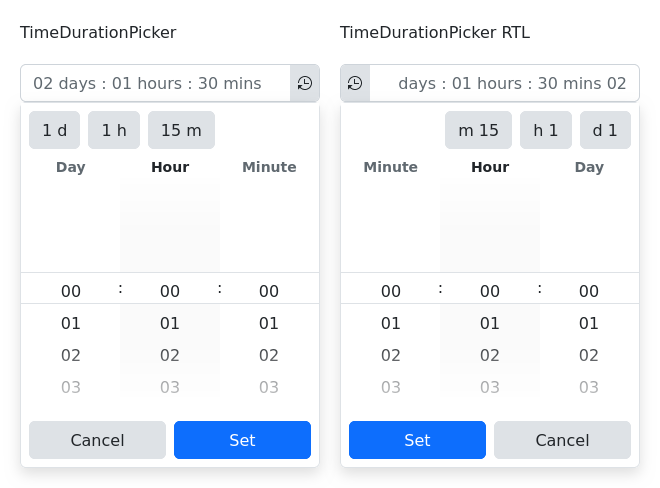 TimeDurationPicker
02 days : 01 hours : 30 mins
1 d 1 h 15 m
Day Hour Minute
00 : 00 : 00
01 01 01
02 02 02
03 03 03
Cancel Set
TimeDurationPicker RTL
days : 01 hours : 30 mins 02
m 15 h 1 d 1
Minute Hour Day
00 : 00 : 00
01 01 01
02 02 02
03 03 03
Set Cancel